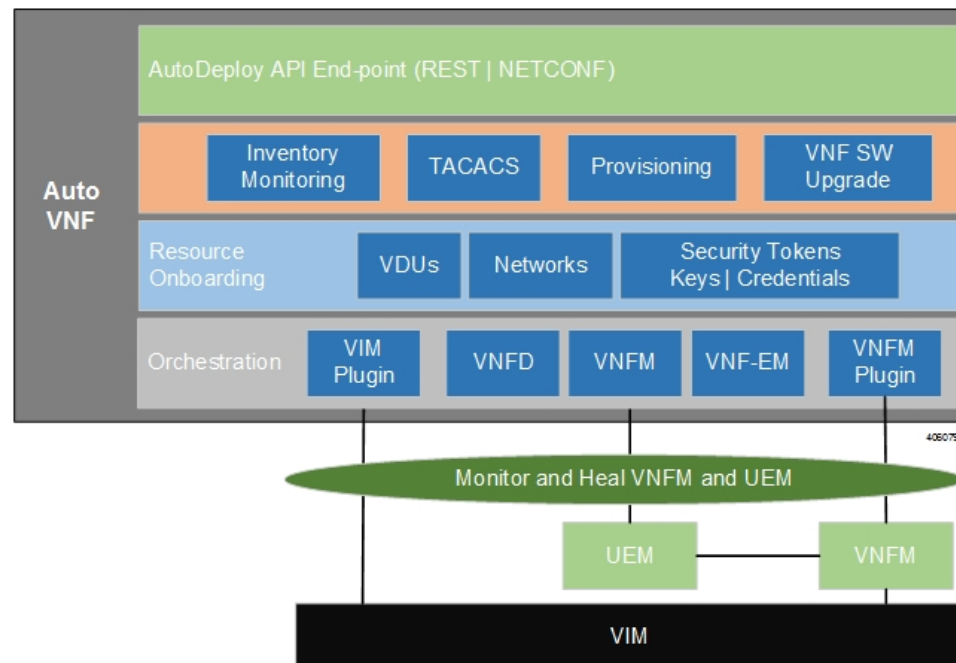 AutoDeploy API End-point (REST | NETCONF)
Auto
VNF
Inventory
Monitoring
TACACS
Provisioning
VNF SW
Upgrade
Resource
Onboarding
VDUs
Networks
Security Tokens
Keys | Credentials
Orchestration
VIM
Plugin
VNFD
VNFM
VNF-EM
VNFM
Plugin
Monitor and Heal VNFM and UEM
UEM
VNFM
VIM